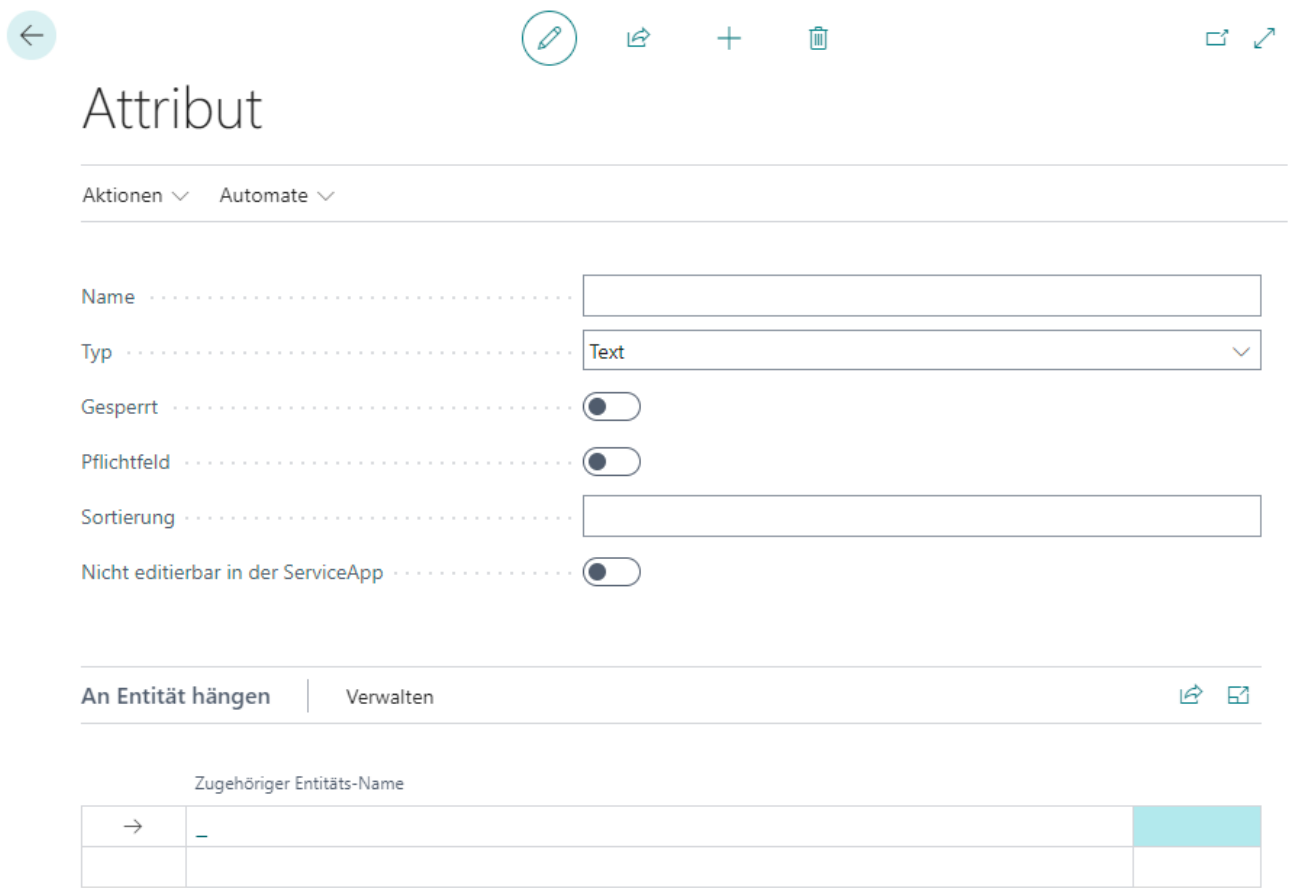 Attribut
Aktionen Automate
Name
Typ Text
Gesperrt
Pflichtfeld
Sortierung
Nicht editierbar in der ServiceApp
An Entität hängen Verwalten
Zugehöriger Entitäts-Name
_